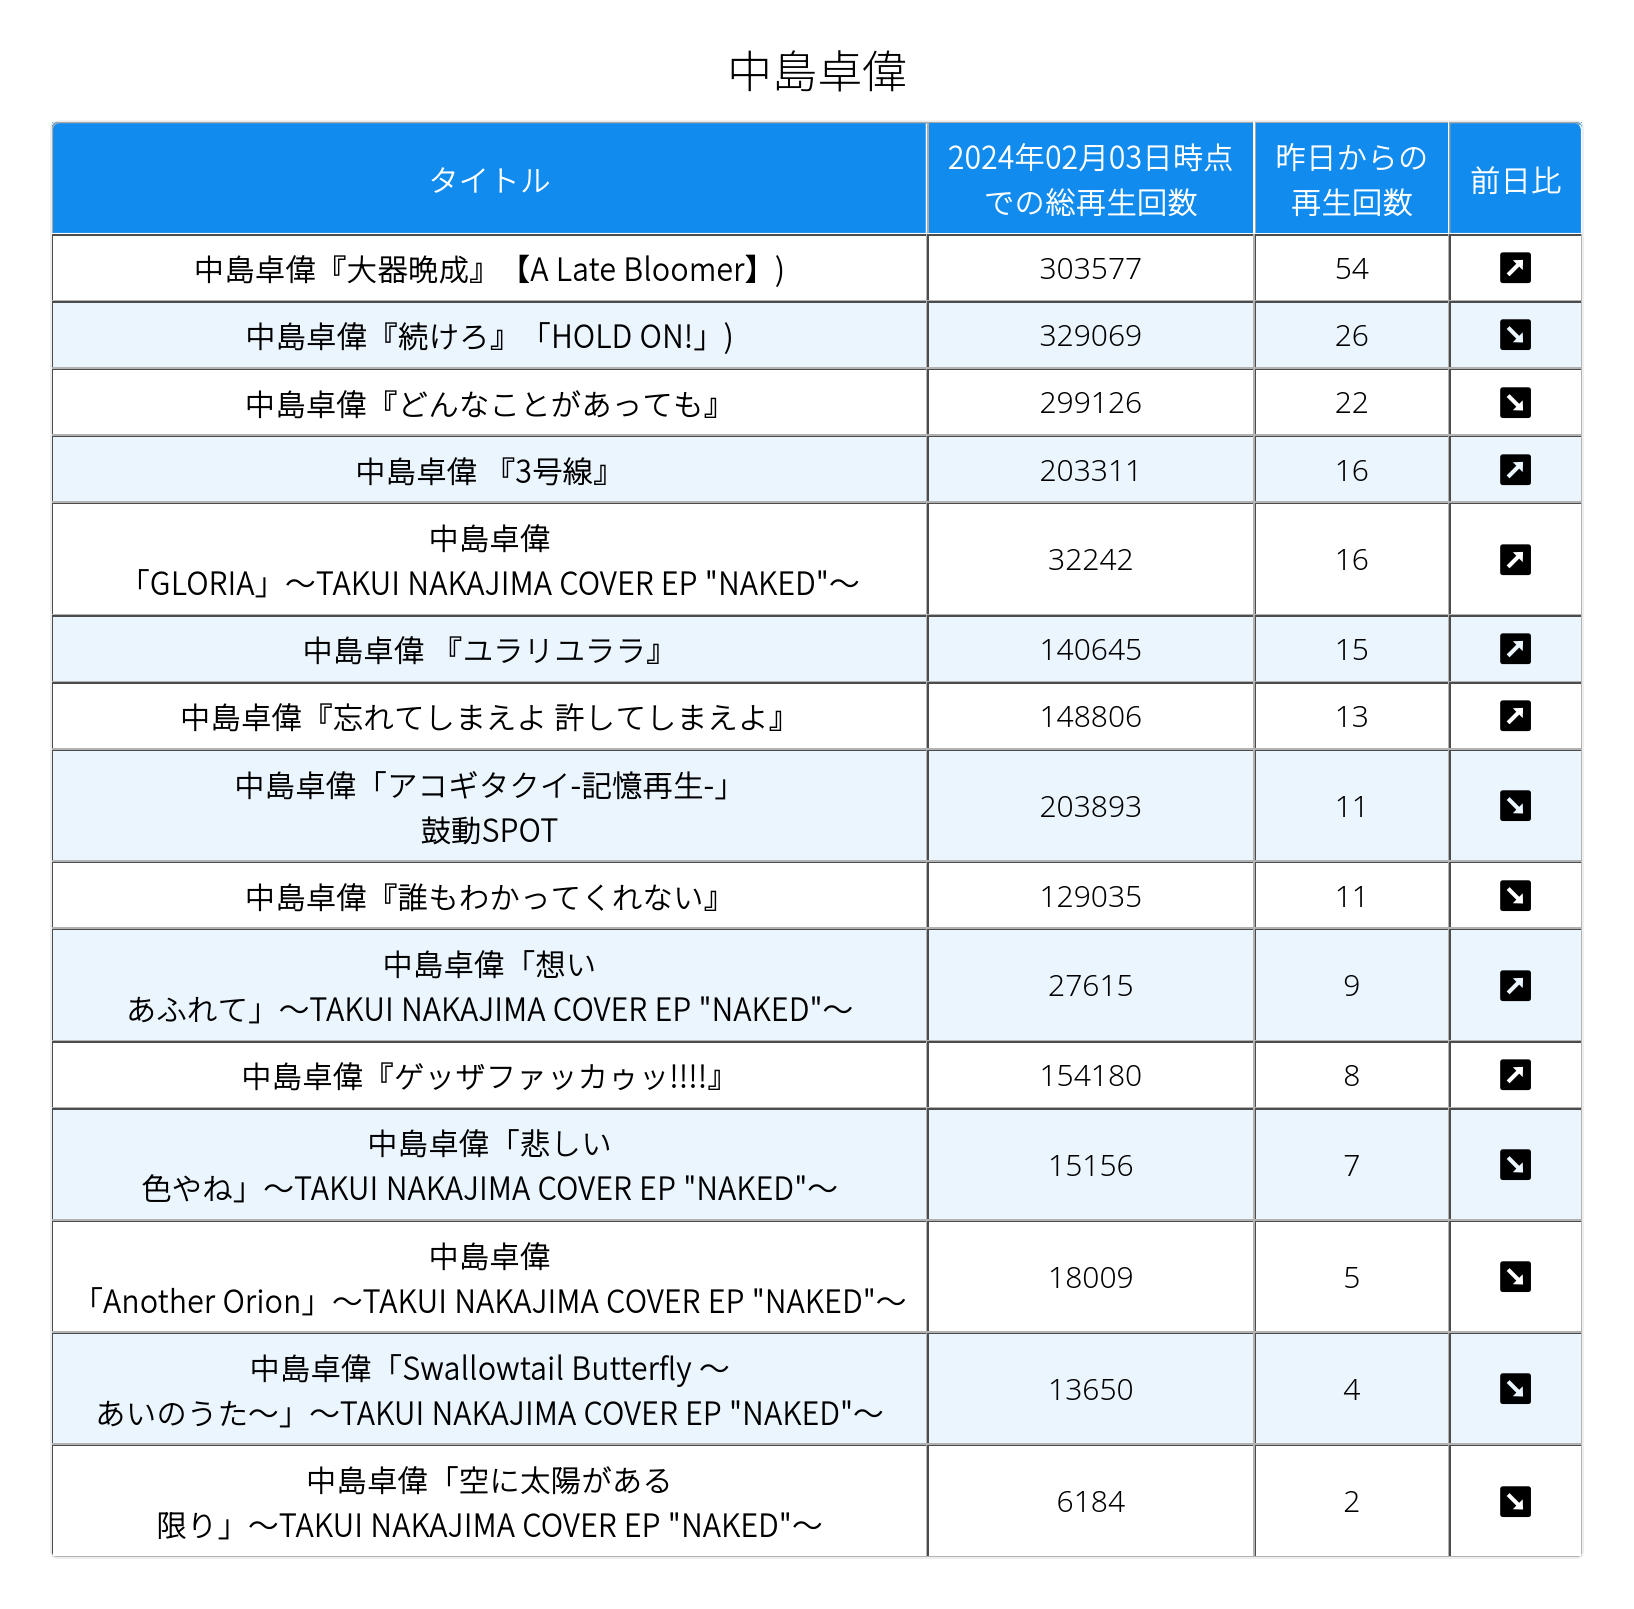 中島卓偉
タイトル
2024年02月03日時点
での総再生回数
昨日からの
再生回数
前日比
中島卓偉『大器晩成』【A Late Bloomer】)
303577
54
中島卓偉『続けろ』「HOLD ON!」)
329069
26
中島卓偉『どんなことがあっても』
299126
22
中島卓偉 『3号線』
203311
16
中島卓偉
「GLORIA」～TAKUI NAKAJIMA COVER EP "NAKED"～
32242
16
中島卓偉 『ユラリユララ』
140645
15
中島卓偉『忘れてしまえよ 許してしまえよ』
148806
13
中島卓偉「アコギタクイ-記憶再生-」
鼓動SPOT
203893
11
中島卓偉『誰もわかってくれない』
129035
11
中島卓偉「想い
あふれて」～TAKUI NAKAJIMA COVER EP "NAKED"～
27615
9
中島卓偉『ゲッザファッカゥッ!!!!』
154180
8
中島卓偉「悲しい
色やね」～TAKUI NAKAJIMA COVER EP "NAKED"～
15156
7
中島卓偉
「Another Orion」～TAKUI NAKAJIMA COVER EP "NAKED"～
18009
5
中島卓偉「Swallowtail Butterfly ～
あいのうた～」～TAKUI NAKAJIMA COVER EP "NAKED"～
13650
4
中島卓偉「空に太陽がある
限り」～TAKUI NAKAJIMA COVER EP "NAKED"～
6184
2